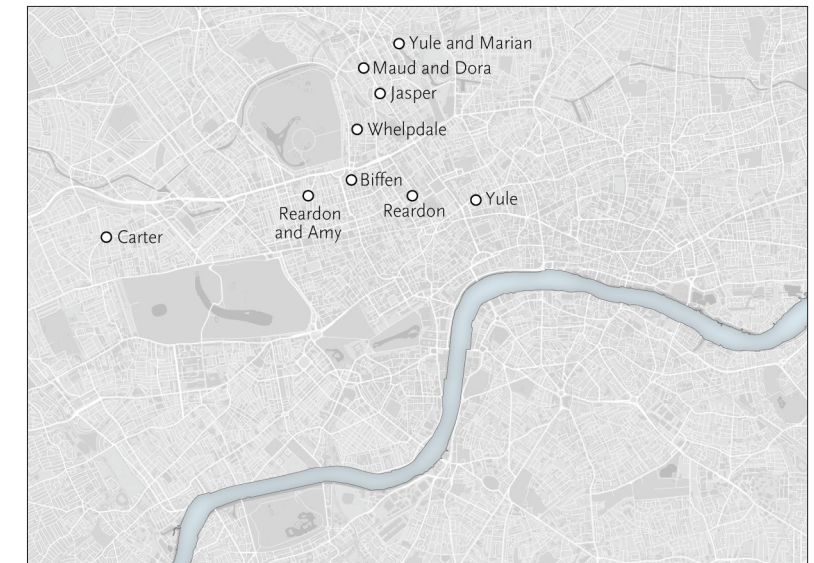 Yule and Marian
Maud and Dora
Jasper
Whelpdale
Biffen
Reardon
and Amy
Reardon
Yule
Carter